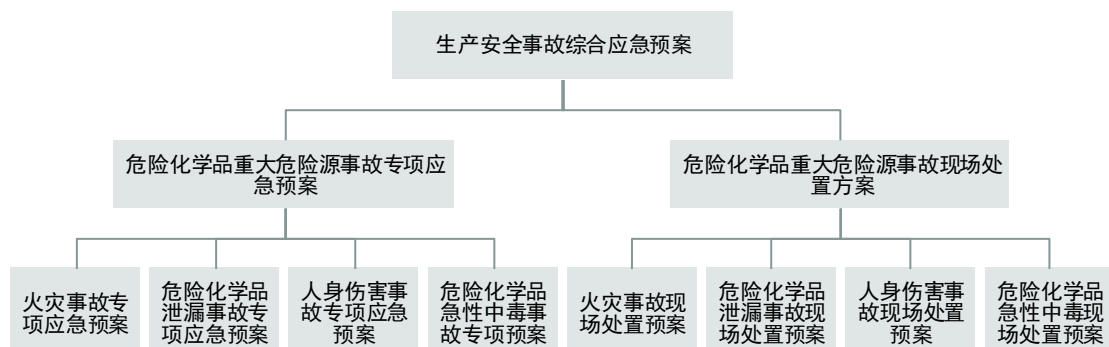 生产安全事故综合应急预案
危险化学品重大危险源事故专项应
急预案
危险化学品重大危险源事故现场处
置方案
火灾事故专
项应急预案
危险化学品
泄漏事故专
项应急预案
人身伤害事
故专项应急
预案
危险化学品
急性中毒事
故专项预案
火灾事故现
场处置预案
危险化学品
泄漏事故现
场处置预案
人身伤害事
故现场处置
预案
危险化学品
急性中毒现
场处置预案